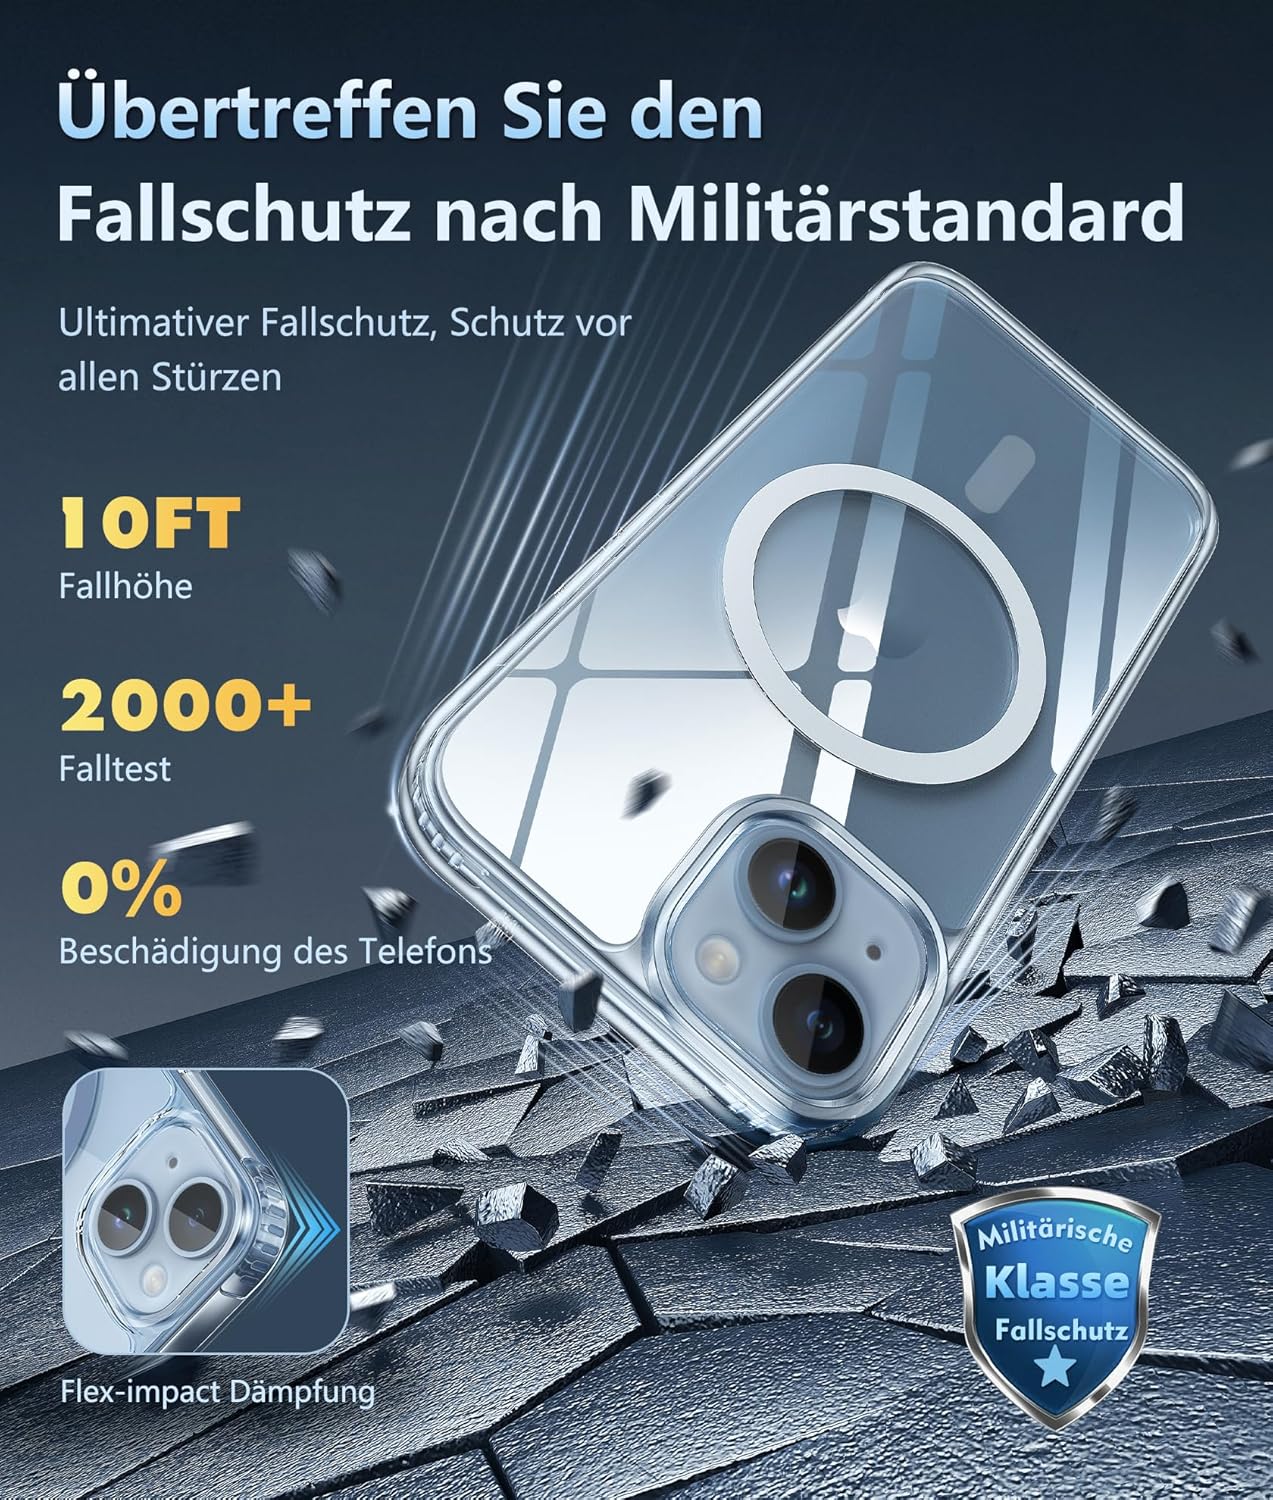 Übertreffen Sie den
Fallschutz nach Militärstandard
Ultimativer Fallschutz, Schutz vor
allen Stürzen
10FT
Fallhöhe
2000+
Falltest
0%
Beschädigung des Telefons
Flex-impact Dämpfung
Militärische
Klasse
Fallschutz